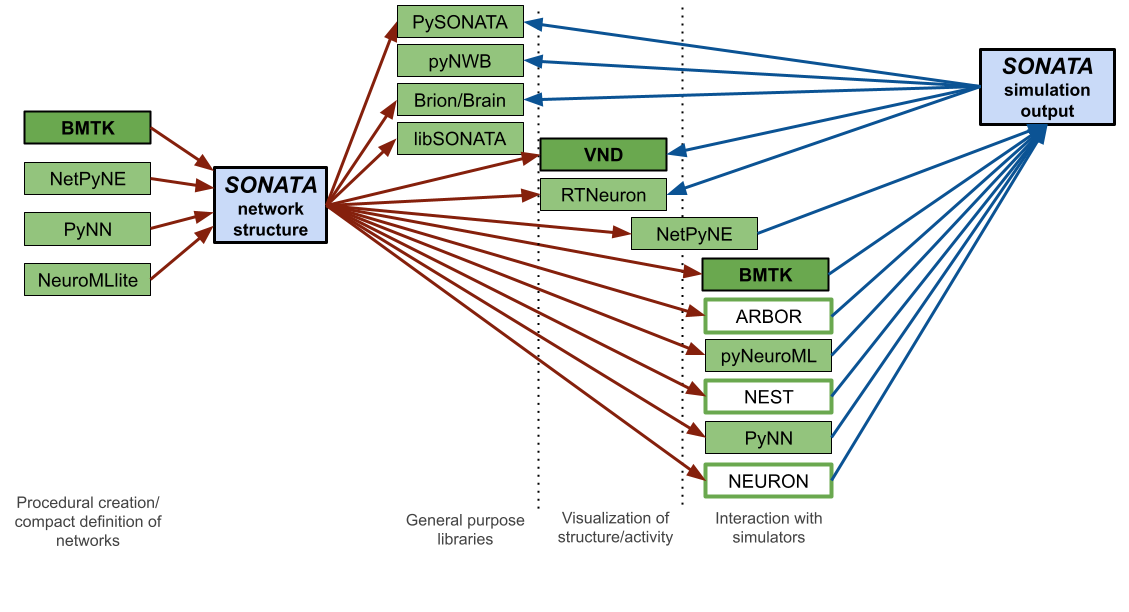 PySONATA
pyNWB
Brion/Brain
libSONATA
SONATA
simulation
output
BMTK
NetPyNE
PyNN
NeuroMLlite
SONATA
network
structure
VND
RTNeuron
NetPyNE
BMTK
ARBOR
pyNeuroML
NEST
PyNN
NEURON
Procedural creation/
compact definition of
networks
General purpose
libraries
Visualization of
structure/activity
Interaction with
simulators